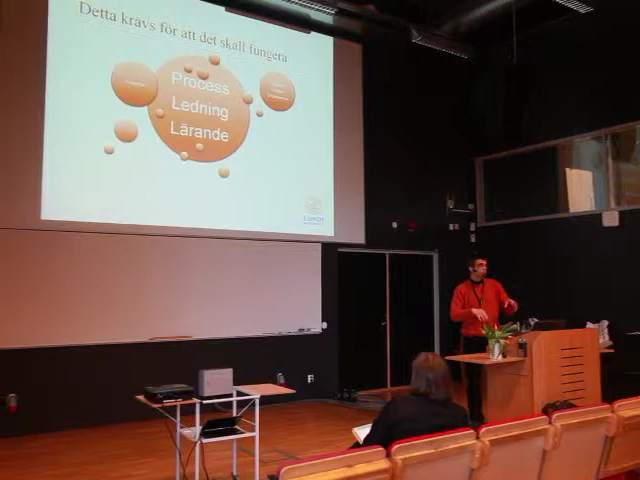 Detta krävs för att det skall fungera
Process
Ledning
Lärande